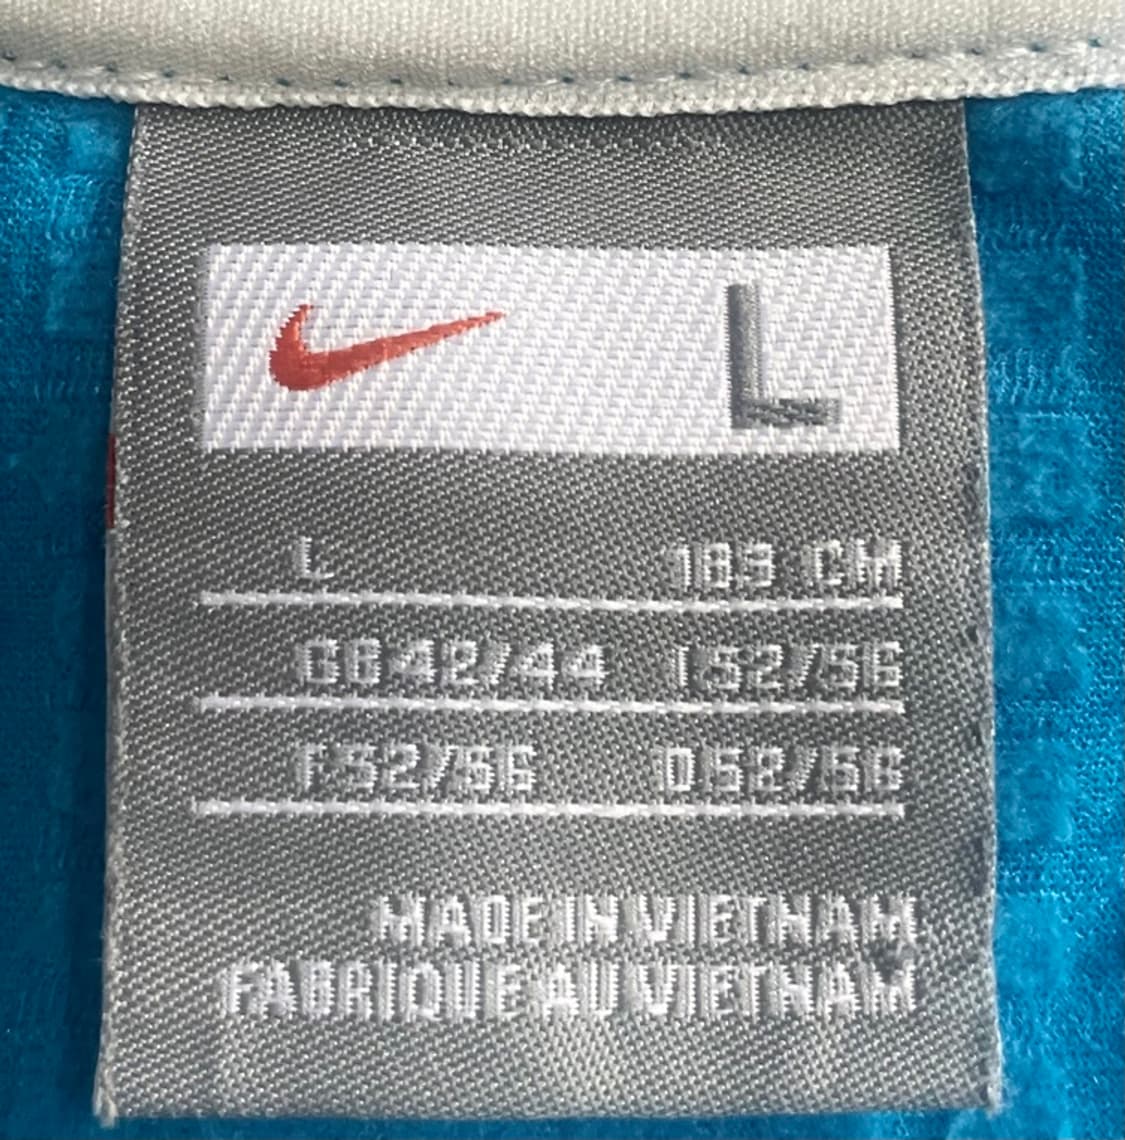 L
L 183 CM
GB 42/44 I 52/56
F 52/56 D 52/56
MADE IN VIETNAM
FABRIQUE AU VIETNAM